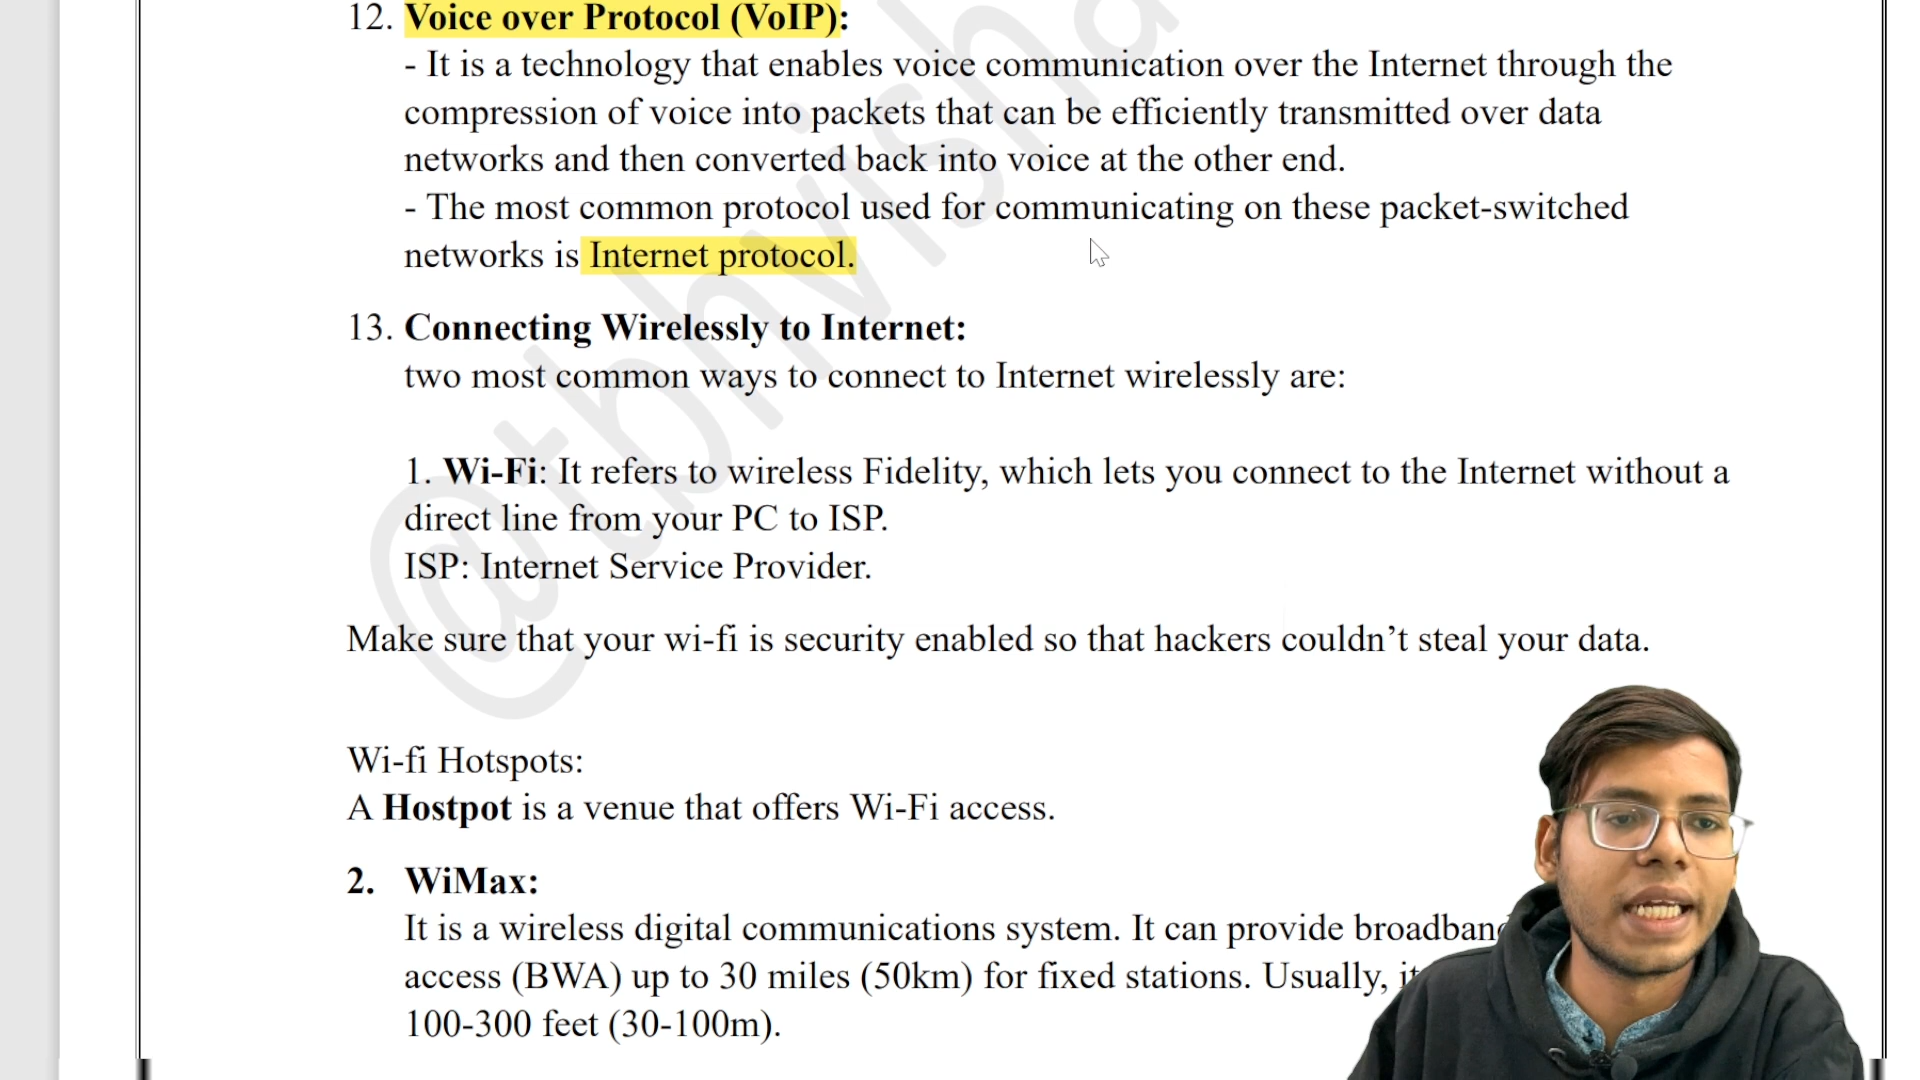 12. Voice over Protocol (VoIP):
- It is a technology that enables voice communication over the Internet through the
compression of voice into packets that can be efficiently transmitted over data
networks and then converted back into voice at the other end.
- The most common protocol used for communicating on these packet-switched
networks is Internet protocol.
13. Connecting Wirelessly to Internet:
two most common ways to connect to Internet wirelessly are:
1. Wi-Fi: It refers to wireless Fidelity, which lets you connect to the Internet without a
direct line from your PC to ISP.
ISP: Internet Service Provider.
Make sure that your wi-fi is security enabled so that hackers couldn’t steal your data.
Wi-fi Hotspots:
A Hostpot is a venue that offers Wi-Fi access.
2. WiMax:
It is a wireless digital communications system. It can provide
access (BWA) up to 30 miles (50km) for fixed stations. Usually,
100-300 feet (30-100m).